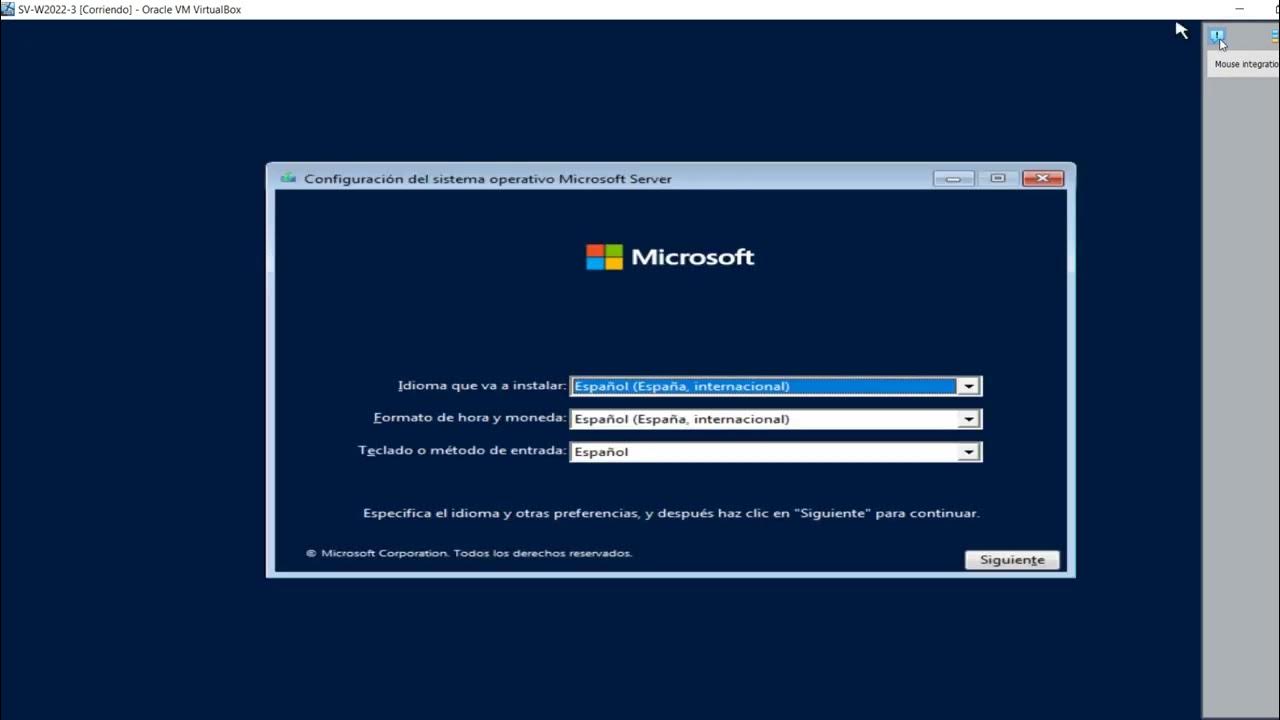 SV-W2022-3 [Corriendo] - Oracle VM VirtualBox
Mouse integratio
Configuración del sistema operativo Microsoft Server
Microsoft
Idioma que va a instalar: Español (España, internacional)
Formato de hora y moneda: Español (España, internacional)
Teclado o método de entrada: Español
Especifica el idioma y otras preferencias, y después haz clic en "Siguiente" para continuar.
© Microsoft Corporation. Todos los derechos reservados.
Siguiente